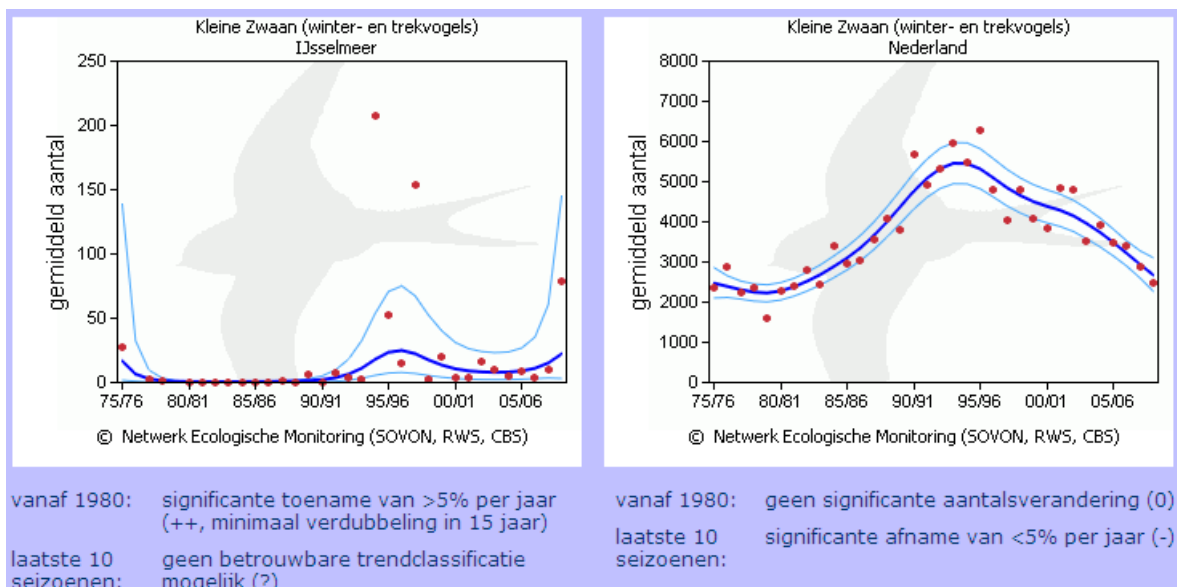 Kleine Zwaan (winter- en trekvogels)
IJsselmeer
gemiddeld aantal
250
200
150
100
50
0
75/76 80/81 85/86 90/91 95/96 00/01 05/06
© Netwerk Ecologische Monitoring (SOVON, RWS, CBS)
vanaf 1980: significante toename van >5% per jaar
(++, minimaal verdubbeling in 15 jaar)
laatste 10 geen betrouwbare trendclassificatie
seizoenen: mogelijk (?)
Kleine Zwaan (winter- en trekvogels)
Nederland
gemiddeld aantal
8000
7000
6000
5000
4000
3000
2000
1000
0
75/76 80/81 85/86 90/91 95/96 00/01 05/06
© Netwerk Ecologische Monitoring (SOVON, RWS, CBS)
vanaf 1980: geen significante aantalsverandering (0)
laatste 10 significante afname van <5% per jaar (-)
seizoenen: